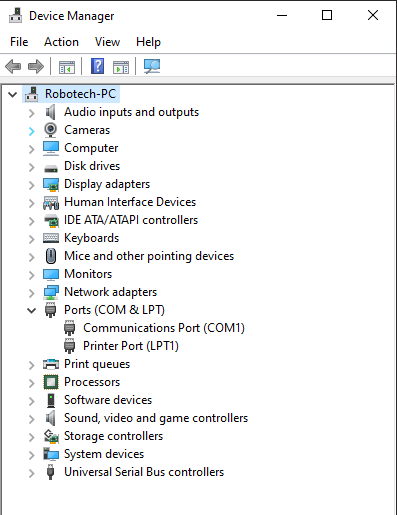 Device Manager
File Action View Help
Robotech-PC
Audio inputs and outputs
Cameras
Computer
Disk drives
Display adapters
Human Interface Devices
IDE ATA/ATAPI controllers
Keyboards
Mice and other pointing devices
Monitors
Network adapters
Ports (COM & LPT)
Communications Port (COM1)
Printer Port (LPT1)
Print queues
Processors
Software devices
Sound, video and game controllers
Storage controllers
System devices
Universal Serial Bus controllers